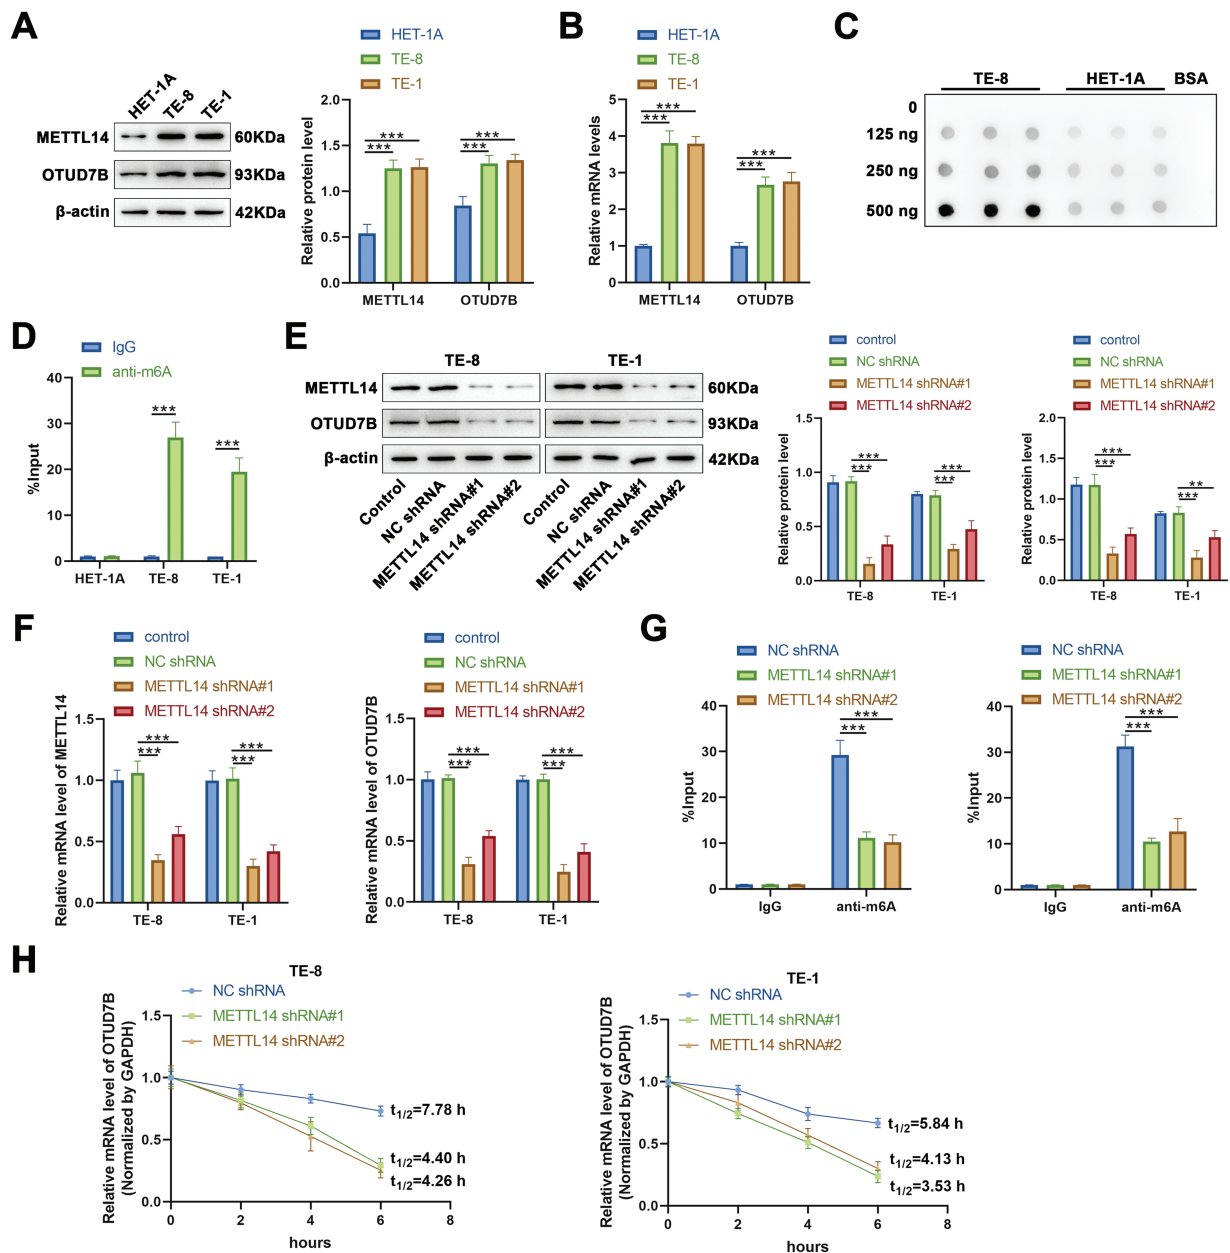 A
HET-1A
TE-8
TE-1
METTL14
60KDa
OTUD7B
93KDa
β-actin
42KDa
HET-1A
TE-8
TE-1
Relative protein level
2.0
1.5
1.0
0.5
0.0
***
***
***
***
METTL14
OTUD7B
B
HET-1A
TE-8
TE-1
Relative mRNA levels
5
4
3
2
1
0
***
***
***
***
METTL14
OTUD7B
C
TE-8
HET-1A
BSA
0
125 ng
250 ng
500 ng
D
IgG
anti-m6A
%Input
40
30
20
10
0
***
***
HET-1A
TE-8
TE-1
E
TE-8
TE-1
METTL14
60KDa
OTUD7B
93KDa
β-actin
42KDa
Control
NC shRNA
METTL14 shRNA#1
METTL14 shRNA#2
Control
NC shRNA
METTL14 shRNA#1
METTL14 shRNA#2
control
NC shRNA
METTL14 shRNA#1
METTL14 shRNA#2
Relative protein level
1.5
1.0
0.5
0.0
***
***
***
***
TE-8
TE-1
control
NC shRNA
METTL14 shRNA#1
METTL14 shRNA#2
Relative protein level
2.0
1.5
1.0
0.5
0.0
***
***
**
***
TE-8
TE-1
F
control
NC shRNA
METTL14 shRNA#1
METTL14 shRNA#2
Relative mRNA level of METTL14
1.5
1.0
0.5
0.0
***
***
***
***
TE-8
TE-1
control
NC shRNA
METTL14 shRNA#1
METTL14 shRNA#2
Relative mRNA level of OTUD7B
1.5
1.0
0.5
0.0
***
***
***
***
TE-8
TE-1
G
NC shRNA
METTL14 shRNA#1
METTL14 shRNA#2
%Input
40
30
20
10
0
***
***
IgG
anti-m6A
NC shRNA
METTL14 shRNA#1
METTL14 shRNA#2
%Input
40
30
20
10
0
***
***
IgG
anti-m6A
H
TE-8
NC shRNA
METTL14 shRNA#1
METTL14 shRNA#2
Relative mRNA level of OTUD7B
(Normalized by GAPDH)
1.5
1.0
0.5
0.0
t1/2=7.78 h
t1/2=4.40 h
t1/2=4.26 h
0
2
4
6
8
hours
TE-1
NC shRNA
METTL14 shRNA#1
METTL14 shRNA#2
Relative mRNA level of OTUD7B
(Normalized by GAPDH)
1.5
1.0
0.5
0.0
t1/2=5.84 h
t1/2=4.13 h
t1/2=3.53 h
0
2
4
6
8
hours